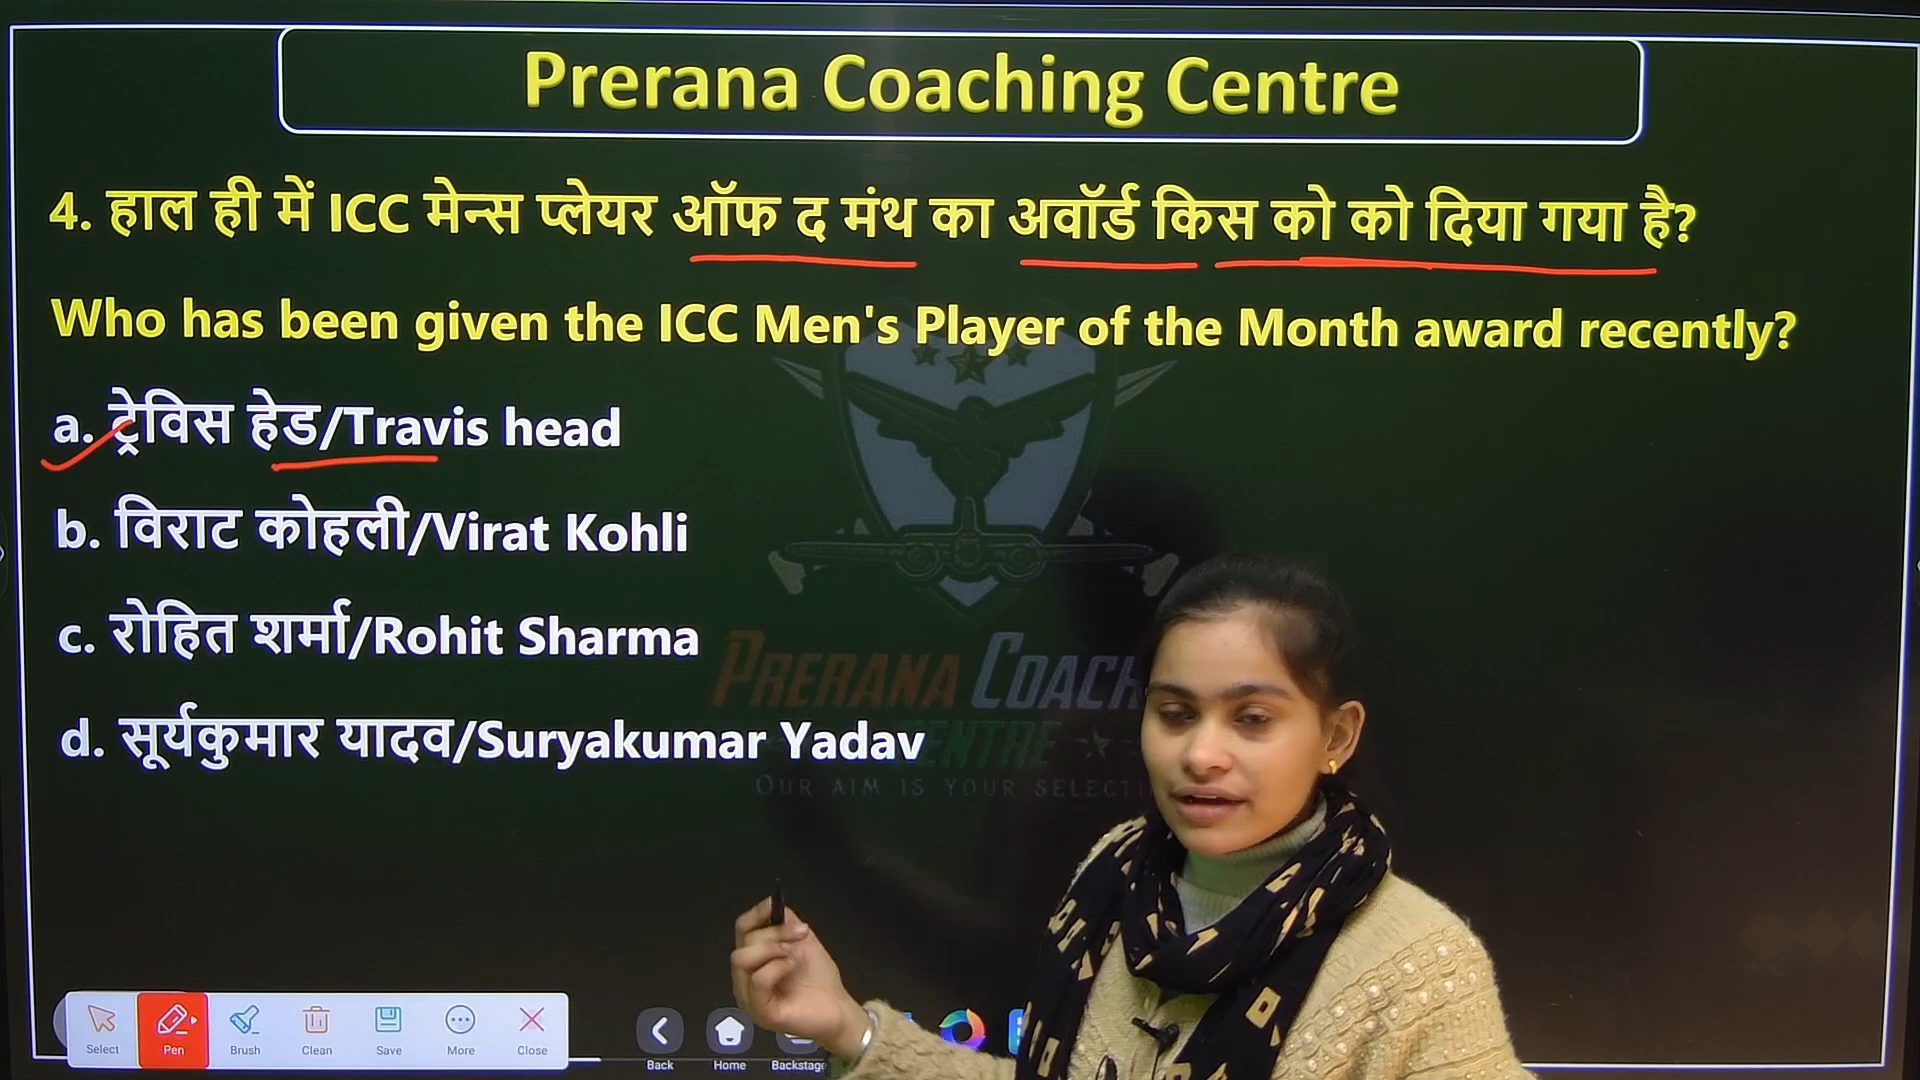 Prerana Coaching Centre
4. हाल ही में ICC मेन्स प्लेयर ऑफ द मंथ का अवॉर्ड किस को को दिया गया है?
Who has been given the ICC Men's Player of the Month award recently?
a. ट्रेविस हेड/Travis head
b. विराट कोहली/Virat Kohli
c. रोहित शर्मा/Rohit Sharma
d. सूर्यकुमार यादव/Suryakumar Yadav
PRERANA COACH
CENTRE
OUR AIM IS YOUR SELECTI
Select Pen Brush Clean Save More Close
Back Home Backstage